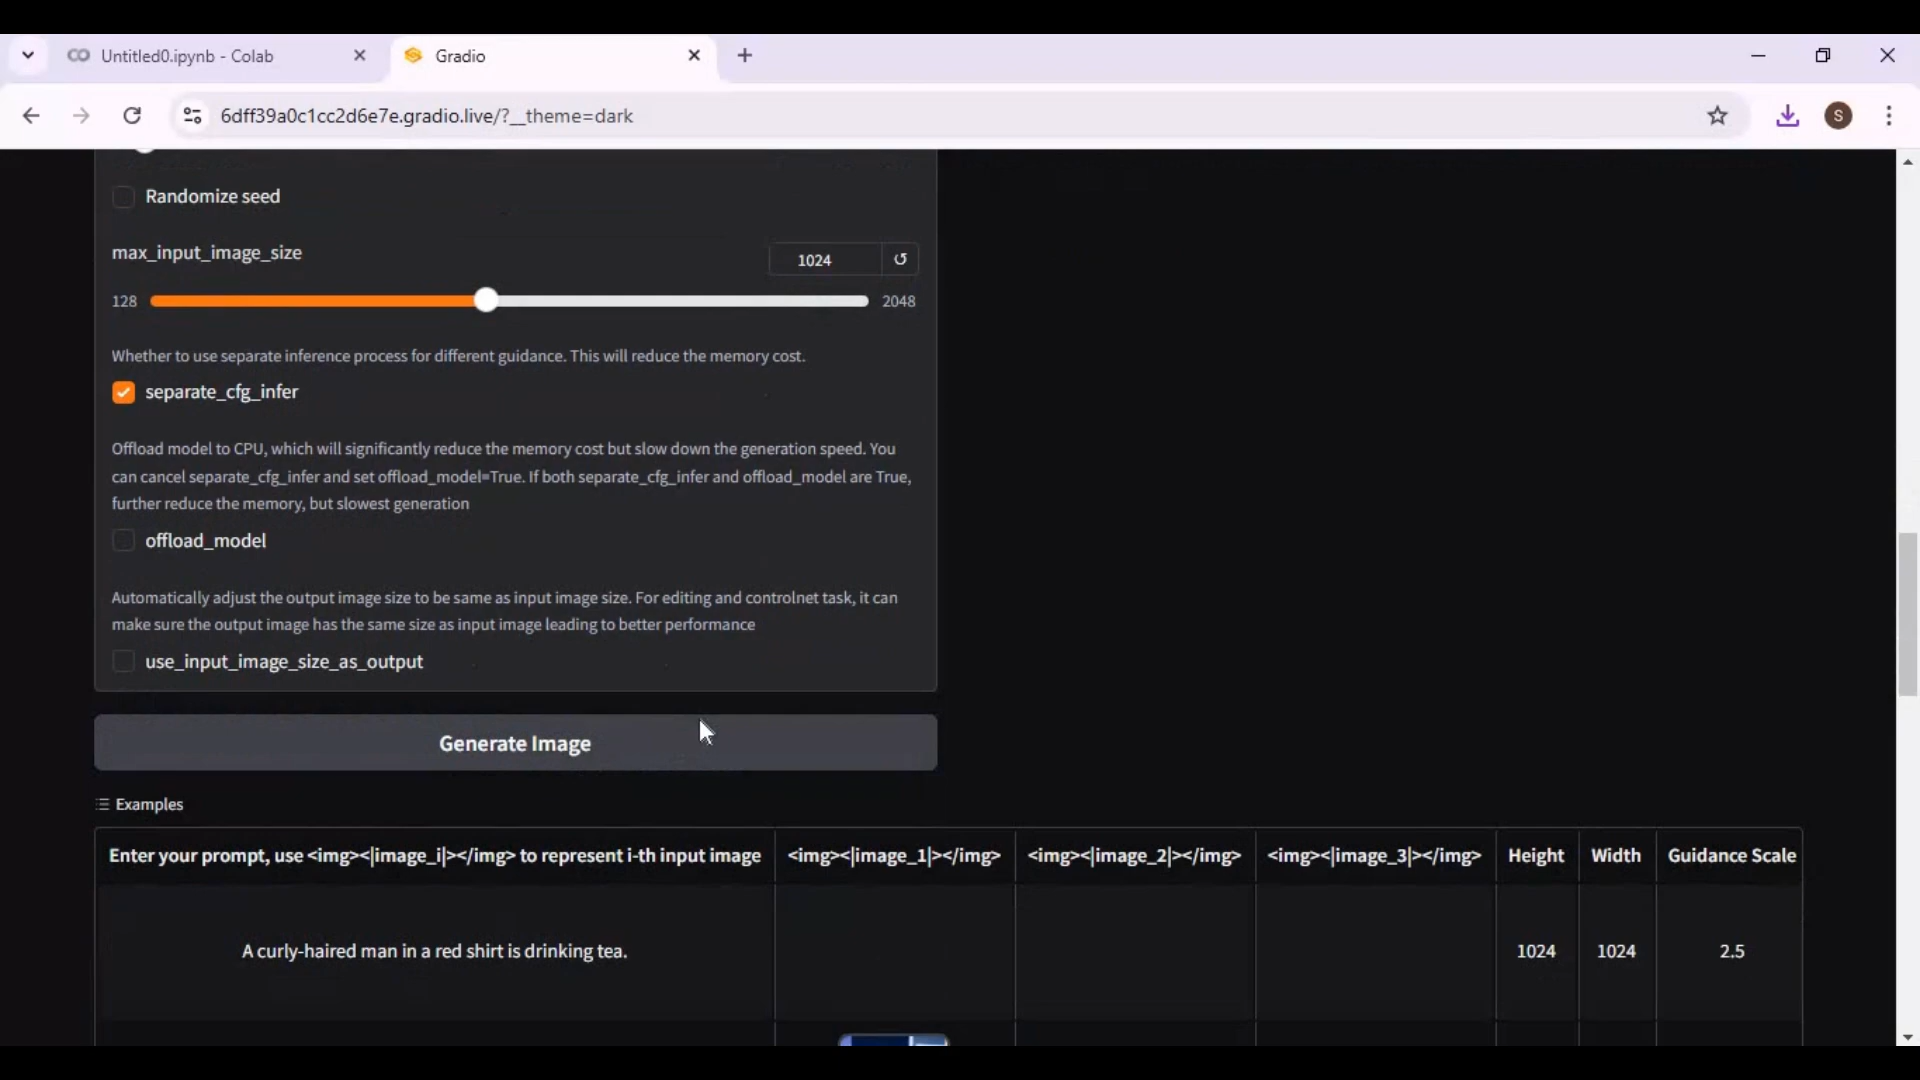 Untitled0.ipynb - Colab
Gradio
6dff39a0c1cc2d6e7e.gradio.live/?__theme=dark
S
Randomize seed
max_input_image_size
1024
128
2048
Whether to use separate inference process for different guidance. This will reduce the memory cost.
separate_cfg_infer
Offload model to CPU, which will significantly reduce the memory cost but slow down the generation speed. You
can cancel separate_cfg_infer and set offload_model=True. If both separate_cfg_infer and offload_model are True,
further reduce the memory, but slowest generation
offload_model
Automatically adjust the output image size to be same as input image size. For editing and controlnet task, it can
make sure the output image has the same size as input image leading to better performance
use_input_image_size_as_output
Generate Image
Examples
Enter your prompt, use <img><|image_i|></img> to represent i-th input image
<img><|image_1|></img>
<img><|image_2|></img>
<img><|image_3|></img>
Height
Width
Guidance Scale
A curly-haired man in a red shirt is drinking tea.
1024
1024
2.5